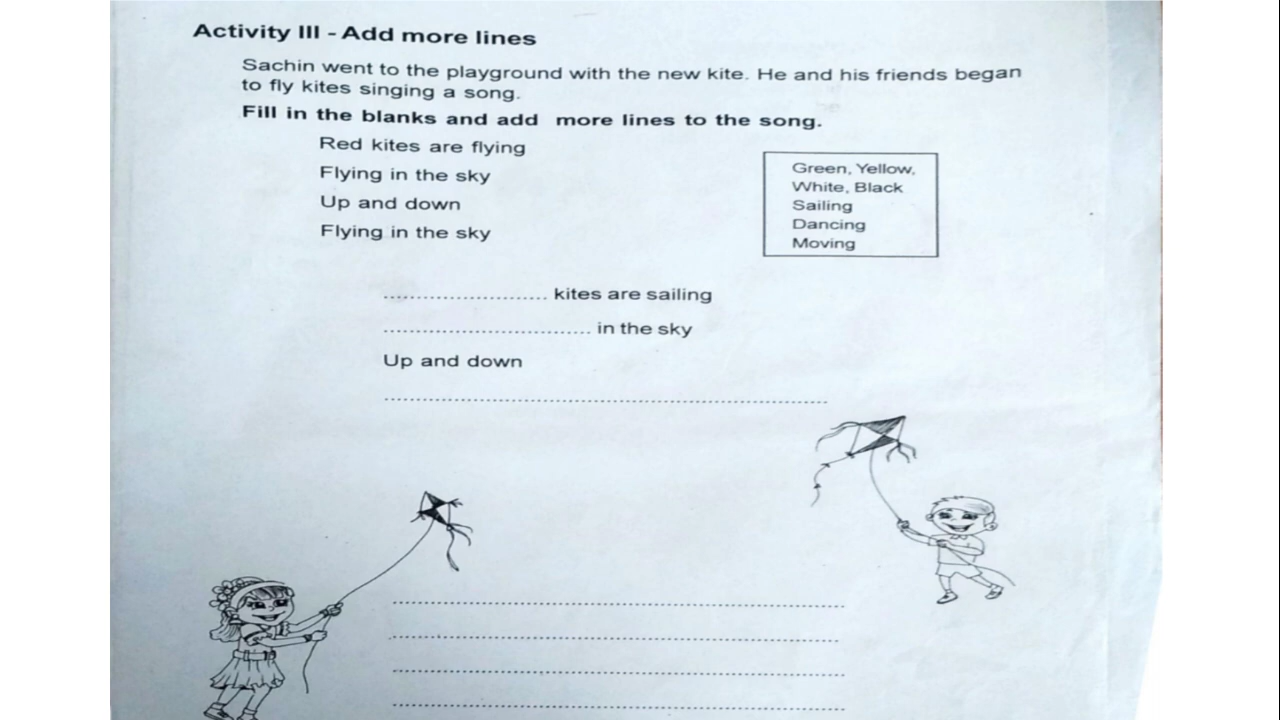 Activity III - Add more lines
Sachin went to the playground with the new kite. He and his friends began
to fly kites singing a song.
Fill in the blanks and add more lines to the song.
Red kites are flying
Flying in the sky
Up and down
Flying in the sky
Green, Yellow,
White, Black
Sailing
Dancing
Moving
........................... kites are sailing
.................................. in the sky
Up and down
..........................................................................
..........................................................................
..........................................................................
..........................................................................
..........................................................................